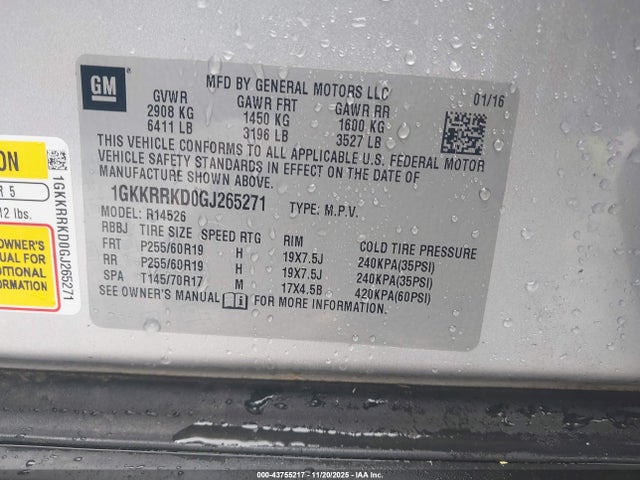 GM
MFD BY GENERAL MOTORS LLC
01/16
GVWR GAWR FRT GAWR RR
2908 KG 1450 KG 1600 KG
6411 LB 3196 LB 3527 LB
THIS VEHICLE CONFORMS TO ALL APPLICABLE U.S. FEDERAL MOTOR
VEHICLE SAFETY STANDARDS IN EFFECT ON THE DATE OF
MANUFACTURE SHOWN ABOVE.
1GKKRRKD0GJ265271 TYPE: M.P.V.
MODEL: R14526
RBBJ TIRE SIZE SPEED RTG RIM COLD TIRE PRESSURE
FRT P255/60R19 H 19X7.5J 240KPA(35PSI)
RR P255/60R19 H 19X7.5J 240KPA(35PSI)
SPA T145/70R17 M 17X4.5B 420KPA(60PSI)
SEE OWNER'S MANUAL FOR MORE INFORMATION
ON
R 5
12 lbs.
OWNER'S
UAL FOR
DITIONAL
RMATION
1GKKRRKD0GJ265271
000-43755217 - 11/20/2025 - IAA, Inc.